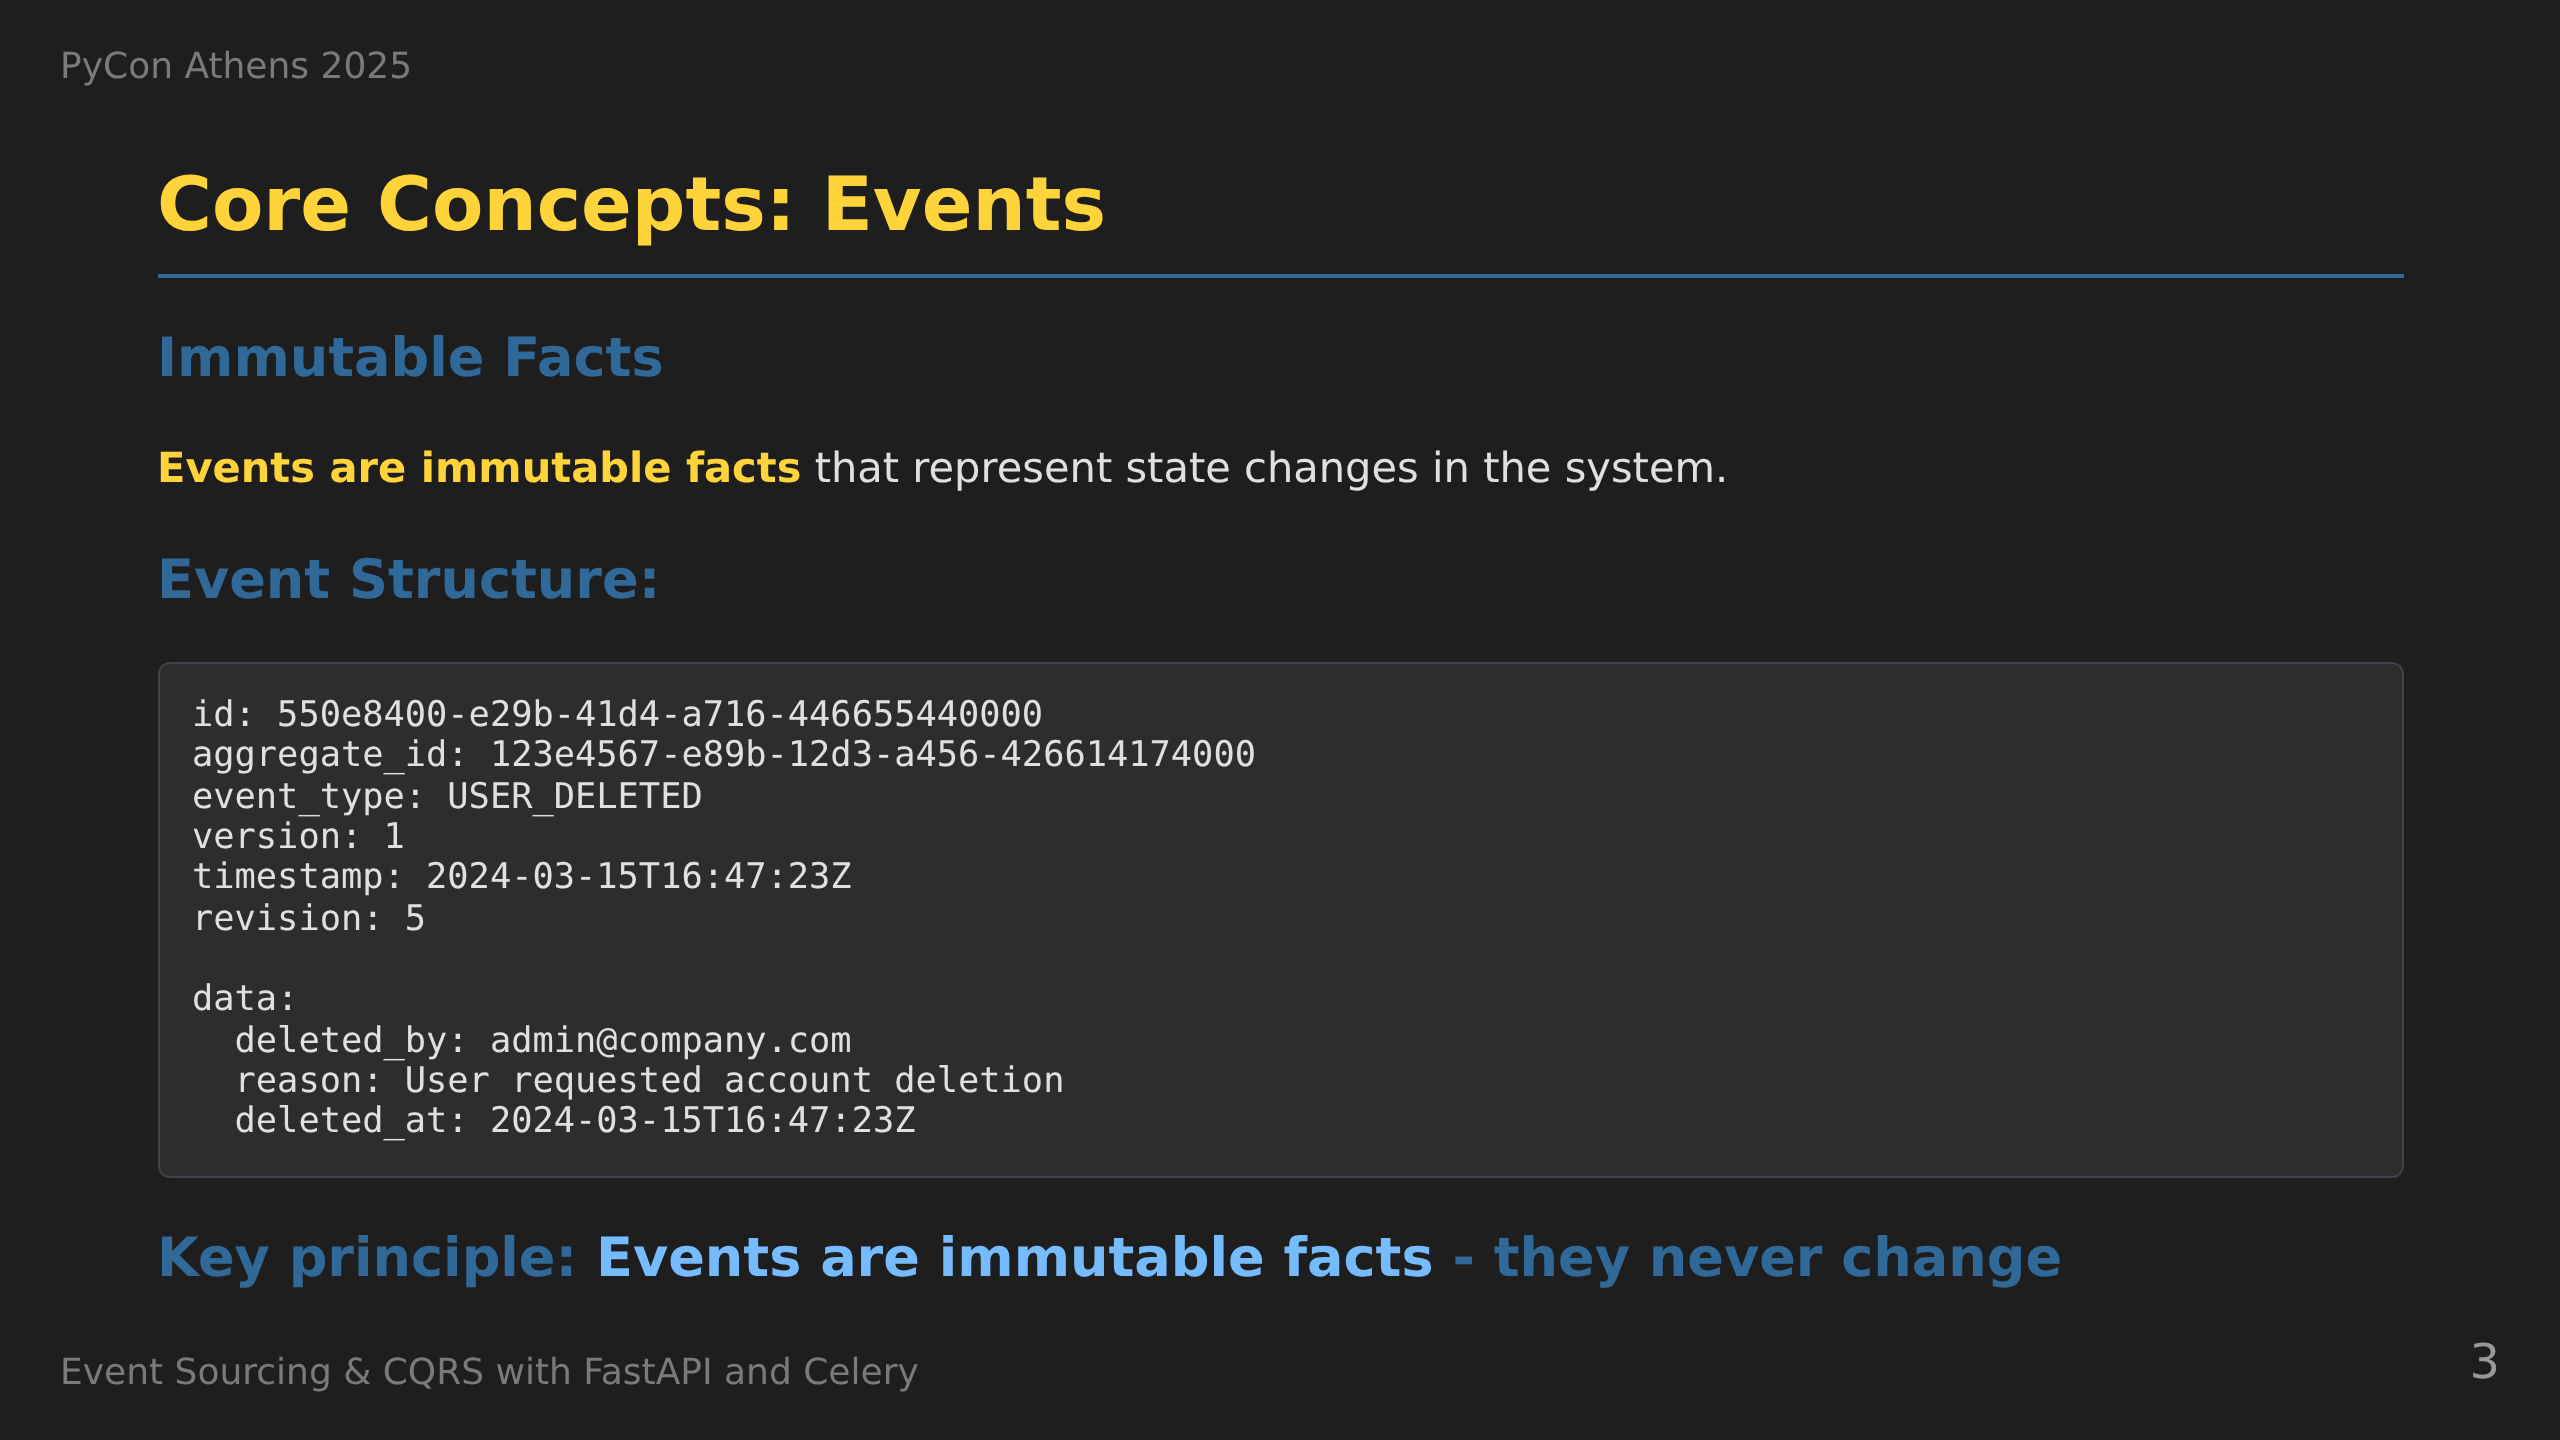 PyCon Athens 2025
Core Concepts: Events
Immutable Facts
Events are immutable facts that represent state changes in the system.
Event Structure:
id: 550e8400-e29b-41d4-a716-446655440000
aggregate_id: 123e4567-e89b-12d3-a456-426614174000
event_type: USER_DELETED
version: 1
timestamp: 2024-03-15T16:47:23Z
revision: 5
data:
  deleted_by: admin@company.com
  reason: User requested account deletion
  deleted_at: 2024-03-15T16:47:23Z
Key principle: Events are immutable facts - they never change
Event Sourcing & CQRS with FastAPI and Celery
3